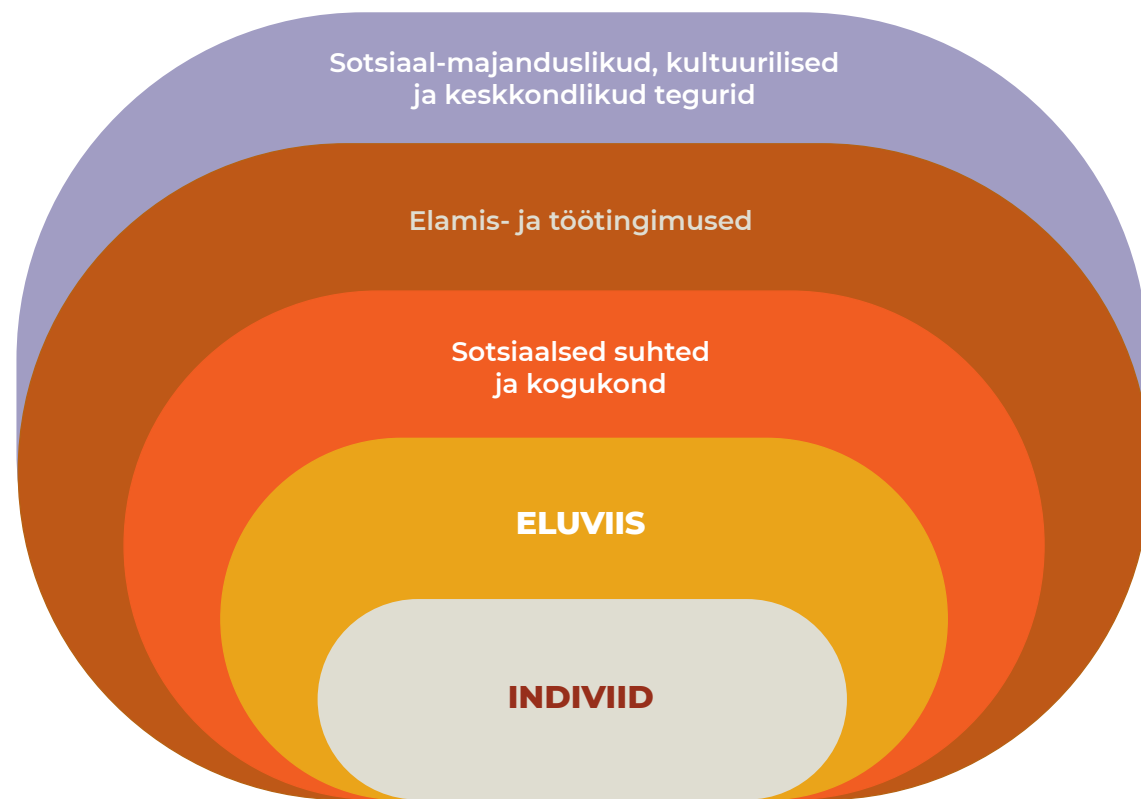 Sotsiaal-majanduslikud, kultuurilised
ja keskkondlikud tegurid
Elamis- ja töötingimused
Sotsiaalsed suhted
ja kogukond
ELUVIIS
INDIVIID